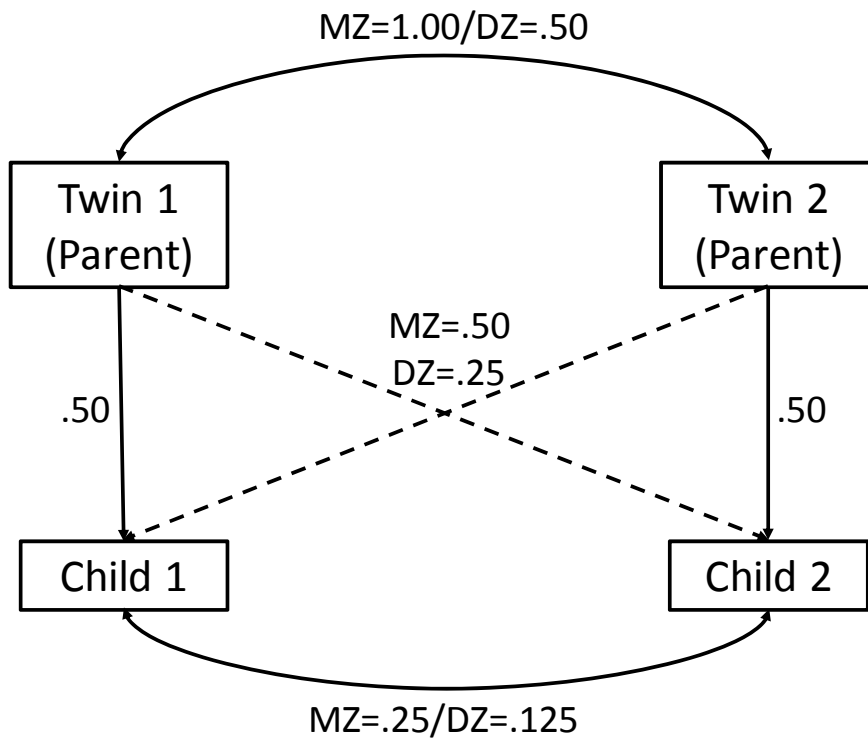 MZ=1.00/DZ=.50
Twin 1
(Parent)
Twin 2
(Parent)
MZ=.50
DZ=.25
.50
.50
Child 1
Child 2
MZ=.25/DZ=.125